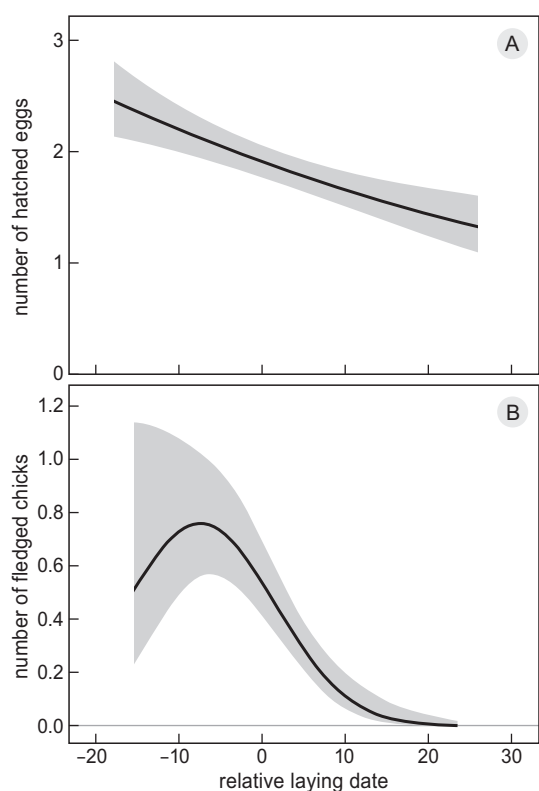 A
3
2
1
0
number of hatched eggs
B
1.2
1.0
0.8
0.6
0.4
0.2
0.0
number of fledged chicks
−20 −10 0 10 20 30
relative laying date